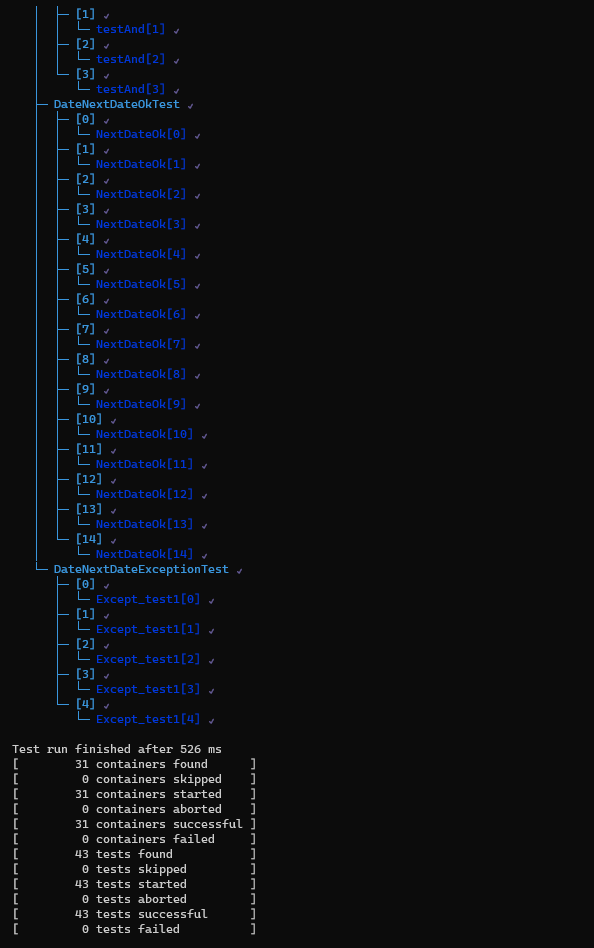 ├─ [1] ✔
└─ testAnd[1] ✔
├─ [2] ✔
└─ testAnd[2] ✔
└─ [3] ✔
└─ testAnd[3] ✔
├─ DateNextDateOkTest ✔
├─ [0] ✔
└─ NextDateOk[0] ✔
├─ [1] ✔
└─ NextDateOk[1] ✔
├─ [2] ✔
└─ NextDateOk[2] ✔
├─ [3] ✔
└─ NextDateOk[3] ✔
├─ [4] ✔
└─ NextDateOk[4] ✔
├─ [5] ✔
└─ NextDateOk[5] ✔
├─ [6] ✔
└─ NextDateOk[6] ✔
├─ [7] ✔
└─ NextDateOk[7] ✔
├─ [8] ✔
└─ NextDateOk[8] ✔
├─ [9] ✔
└─ NextDateOk[9] ✔
├─ [10] ✔
└─ NextDateOk[10] ✔
├─ [11] ✔
└─ NextDateOk[11] ✔
├─ [12] ✔
└─ NextDateOk[12] ✔
├─ [13] ✔
└─ NextDateOk[13] ✔
└─ [14] ✔
└─ NextDateOk[14] ✔
└─ DateNextDateExceptionTest ✔
├─ [0] ✔
└─ Except_test1[0] ✔
├─ [1] ✔
└─ Except_test1[1] ✔
├─ [2] ✔
└─ Except_test1[2] ✔
├─ [3] ✔
└─ Except_test1[3] ✔
└─ [4] ✔
└─ Except_test1[4] ✔
Test run finished after 526 ms
[ 31 containers found ]
[ 0 containers skipped ]
[ 31 containers started ]
[ 0 containers aborted ]
[ 31 containers successful ]
[ 0 containers failed ]
[ 43 tests found ]
[ 0 tests skipped ]
[ 43 tests started ]
[ 0 tests aborted ]
[ 43 tests successful ]
[ 0 tests failed ]